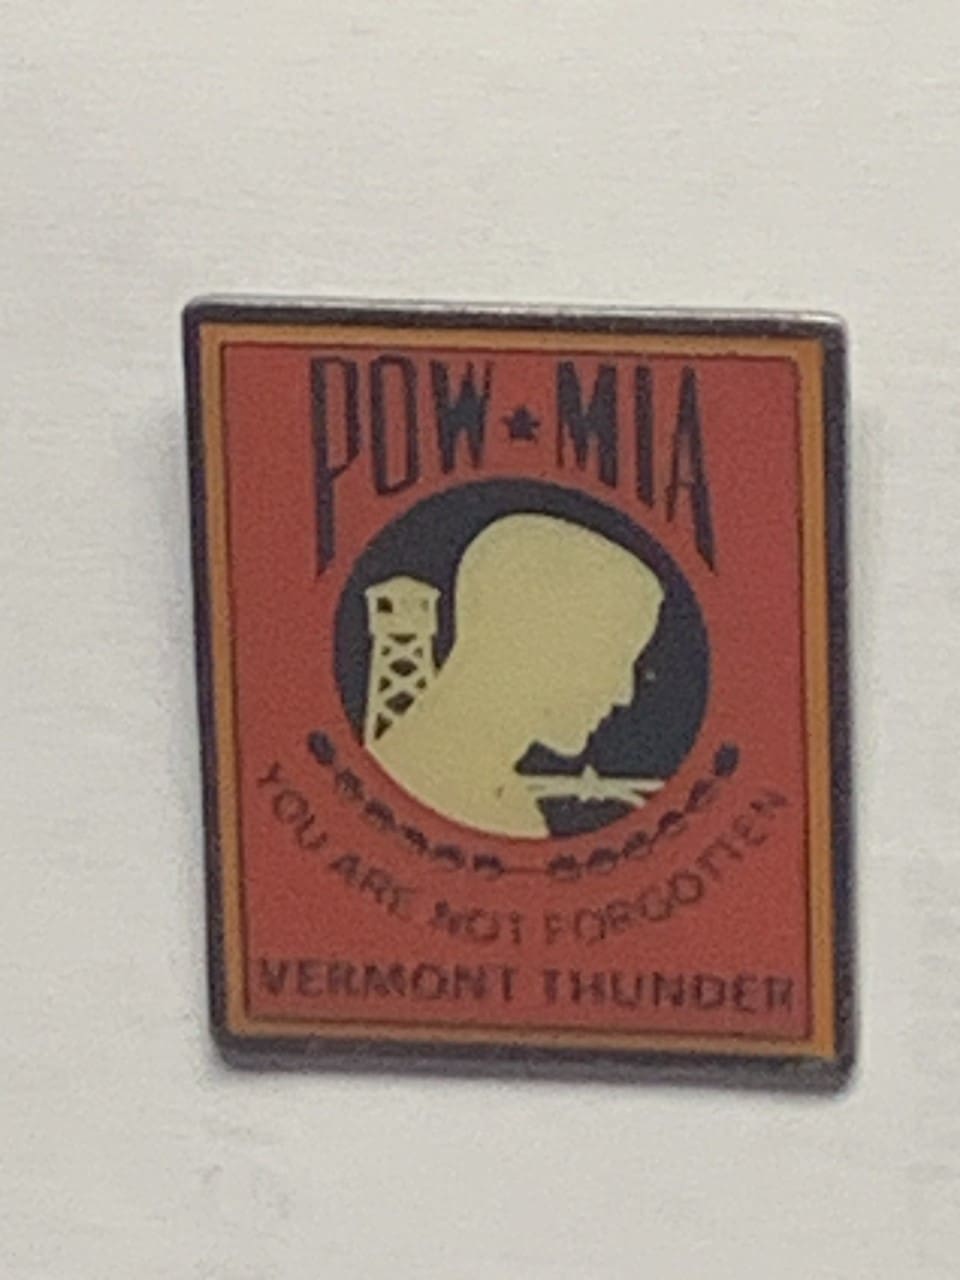 POW★MIA
YOU ARE NOT FORGOTTEN
VERMONT THUNDER